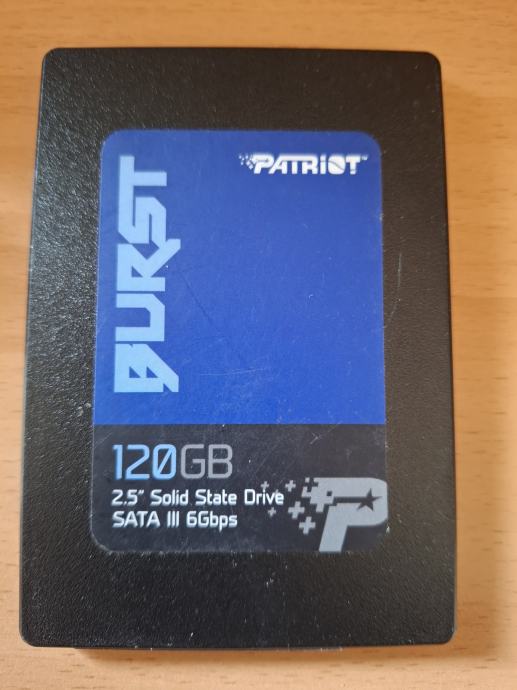 PATRIOT
BURST
120GB
2.5" Solid State Drive
SATA III 6Gbps